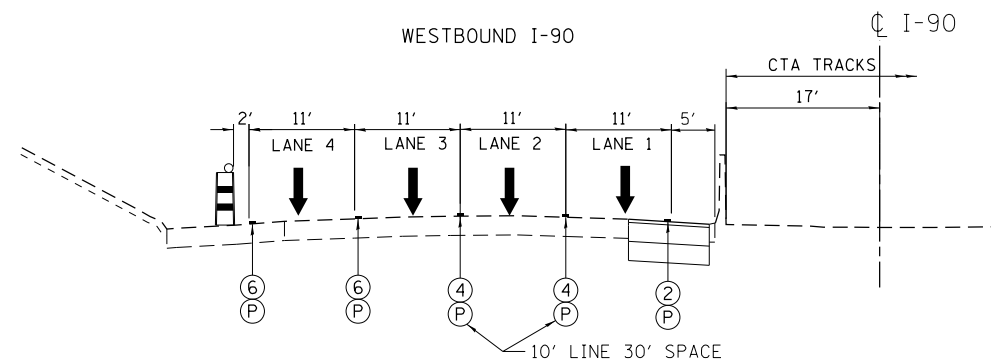 WESTBOUND I-90
℄ I-90
CTA TRACKS
17'
2'
11'
11'
11'
11'
5'
LANE 4
LANE 3
LANE 2
LANE 1
6
P
6
P
4
P
4
P
2
P
10' LINE 30' SPACE